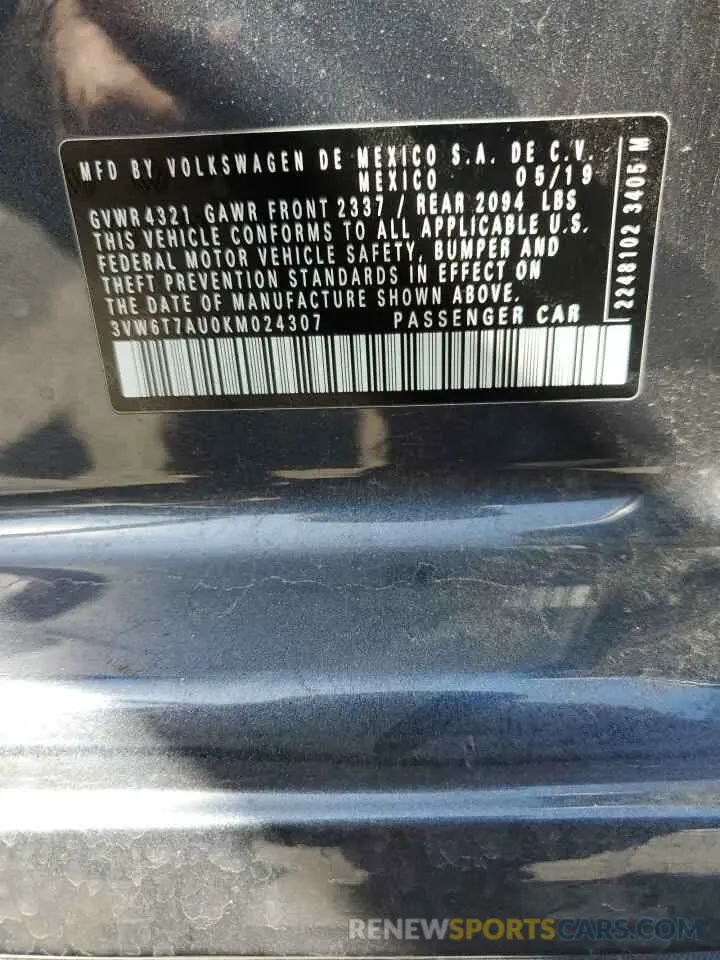 MFD BY VOLKSWAGEN DE MEXICO S.A. DE C.V.
MEXICO 05/19
GVWR 4321 GAWR FRONT 2337 / REAR 2094 LBS
THIS VEHICLE CONFORMS TO ALL APPLICABLE U.S.
FEDERAL MOTOR VEHICLE SAFETY, BUMPER AND
THEFT PREVENTION STANDARDS IN EFFECT ON
THE DATE OF MANUFACTURE SHOWN ABOVE.
3VW6T7AU0KM024307 PASSENGER CAR
2248102 3405 M
RENEWSPORTSCARS.COM